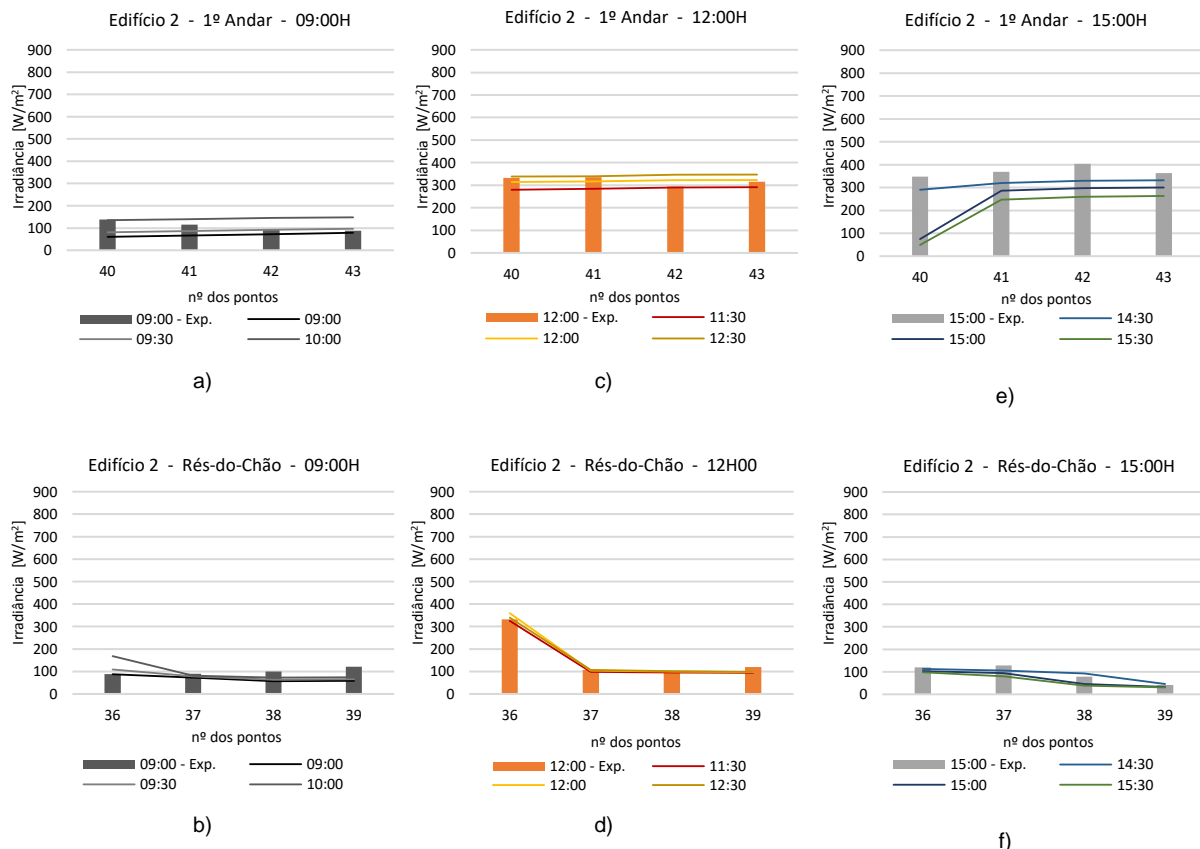 Edifício 2 - 1º Andar - 09:00H
Irradiância [W/m²]
900
800
700
600
500
400
300
200
100
0
40 41 42 43
nº dos pontos
09:00 - Exp. 09:00
09:30 10:00
a)
Edifício 2 - 1º Andar - 12:00H
Irradiância [W/m²]
900
800
700
600
500
400
300
200
100
0
40 41 42 43
nº dos pontos
12:00 - Exp. 11:30
12:00 12:30
c)
Edifício 2 - 1º Andar - 15:00H
Irradiância [W/m²]
900
800
700
600
500
400
300
200
100
0
40 41 42 43
nº dos pontos
15:00 - Exp. 14:30
15:00 15:30
e)
Edifício 2 - Rés-do-Chão - 09:00H
Irradiância [W/m²]
900
800
700
600
500
400
300
200
100
0
36 37 38 39
nº dos pontos
09:00 - Exp. 09:00
09:30 10:00
b)
Edifício 2 - Rés-do-Chão - 12H00
Irradiância [W/m²]
900
800
700
600
500
400
300
200
100
0
36 37 38 39
nº dos pontos
12:00 - Exp. 11:30
12:00 12:30
d)
Edifício 2 - Rés-do-Chão - 15:00H
Irradiância [W/m²]
900
800
700
600
500
400
300
200
100
0
36 37 38 39
nº dos pontos
15:00 - Exp. 14:30
15:00 15:30
f)